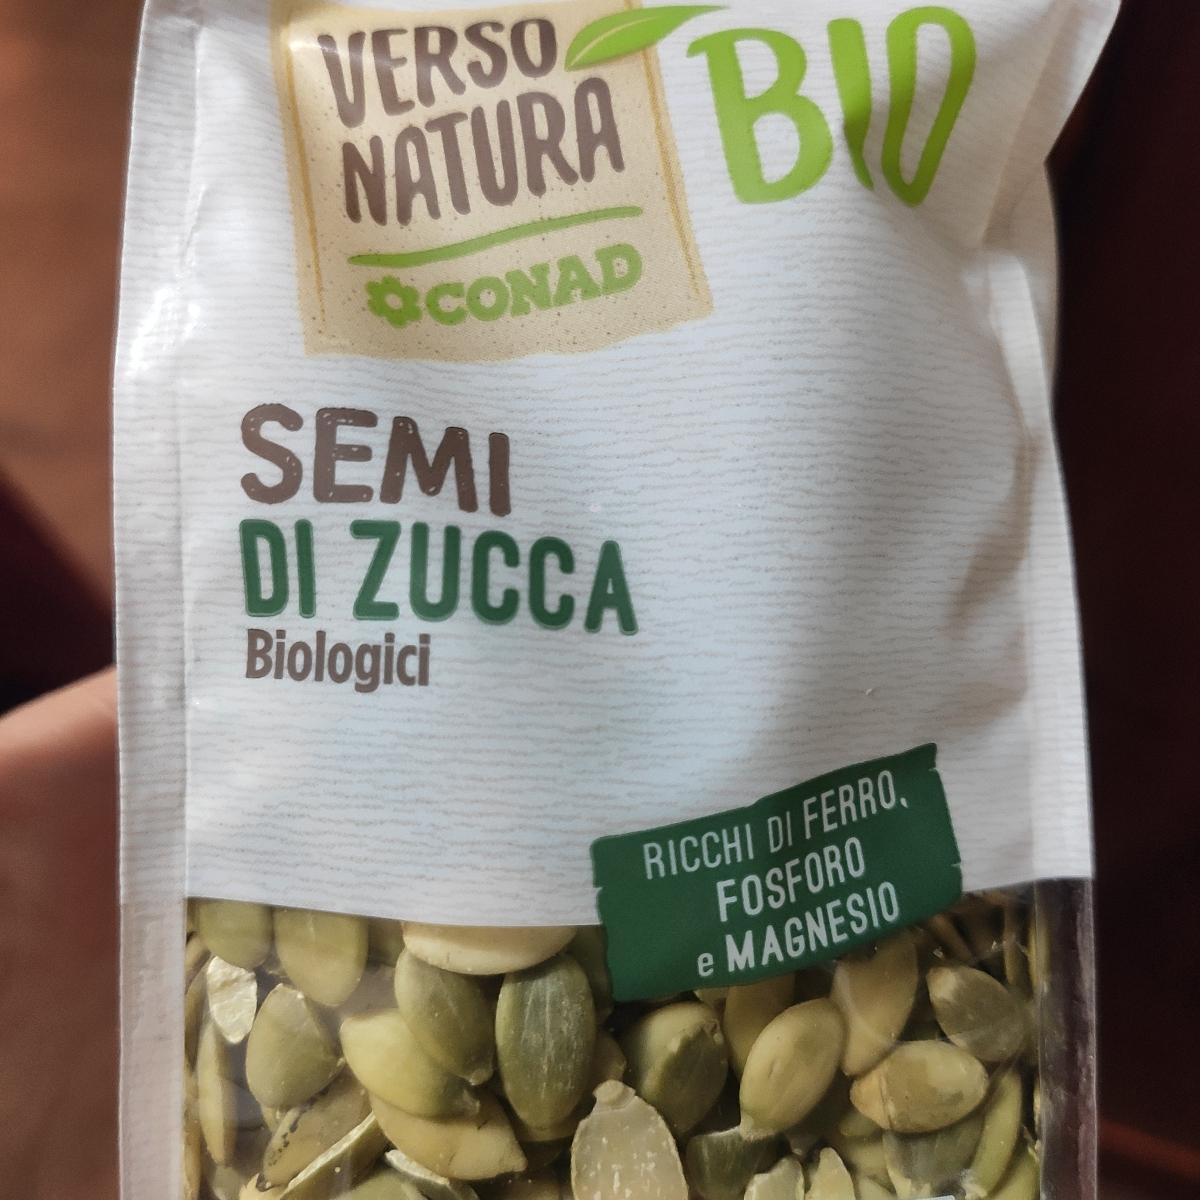 VERSO
NATURA
CONAD
BIO
SEMI
DI ZUCCA
Biologici
RICCHI DI FERRO,
FOSFORO
e MAGNESIO